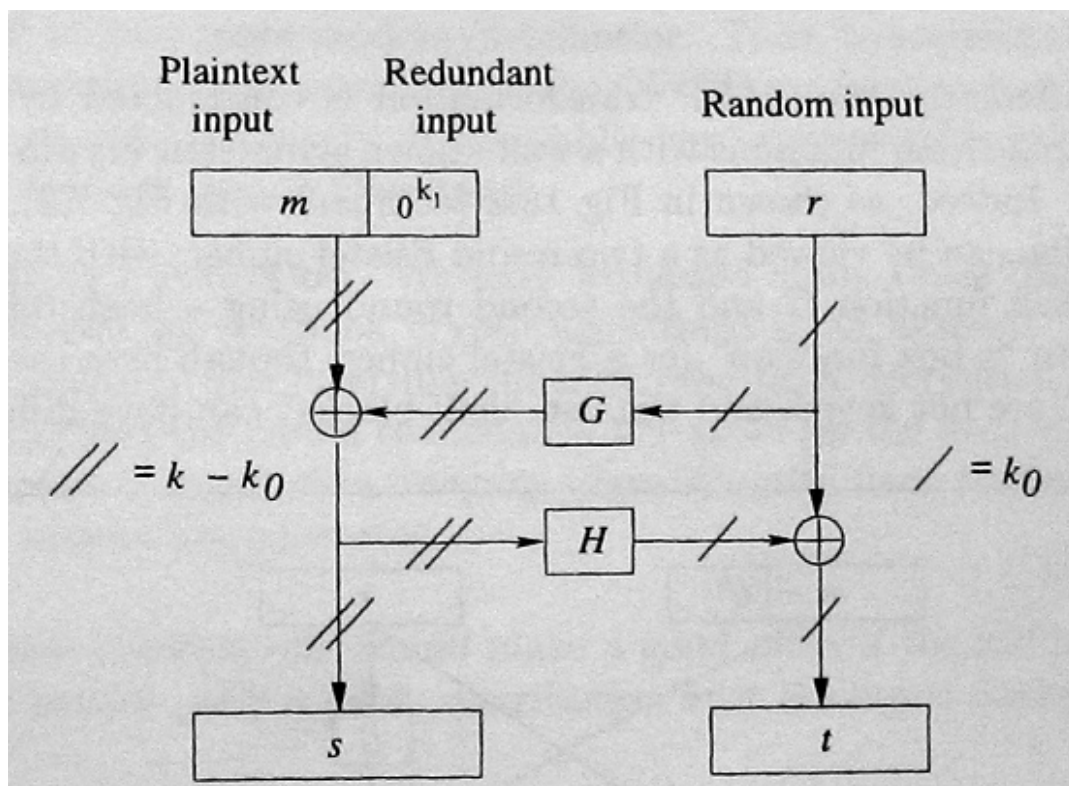 Plaintext input
Redundant input
Random input
m
0^{k_1}
r
G
// = k - k_0
/ = k_0
H
s
t